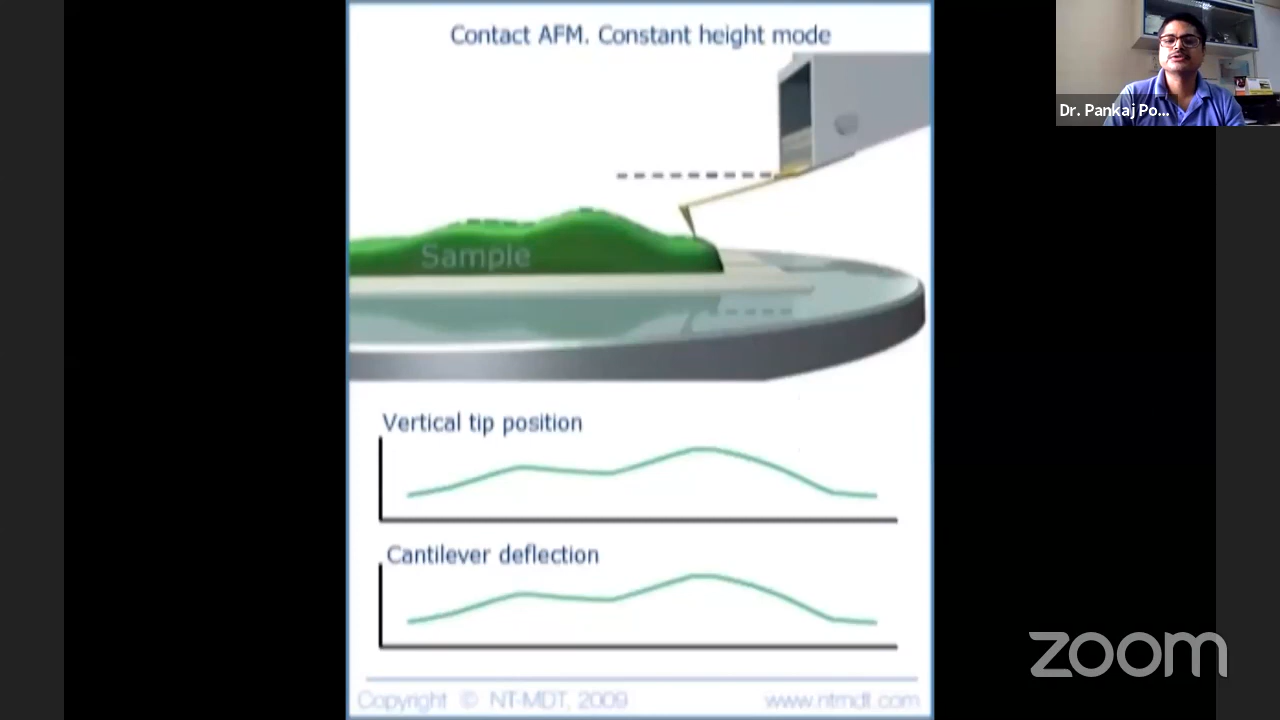 Contact AFM. Constant height mode
Dr. Pankaj Po...
Sample
Vertical tip position
Cantilever deflection
zoom
Copyright © NT-MDT, 2009
www.ntmdt.com